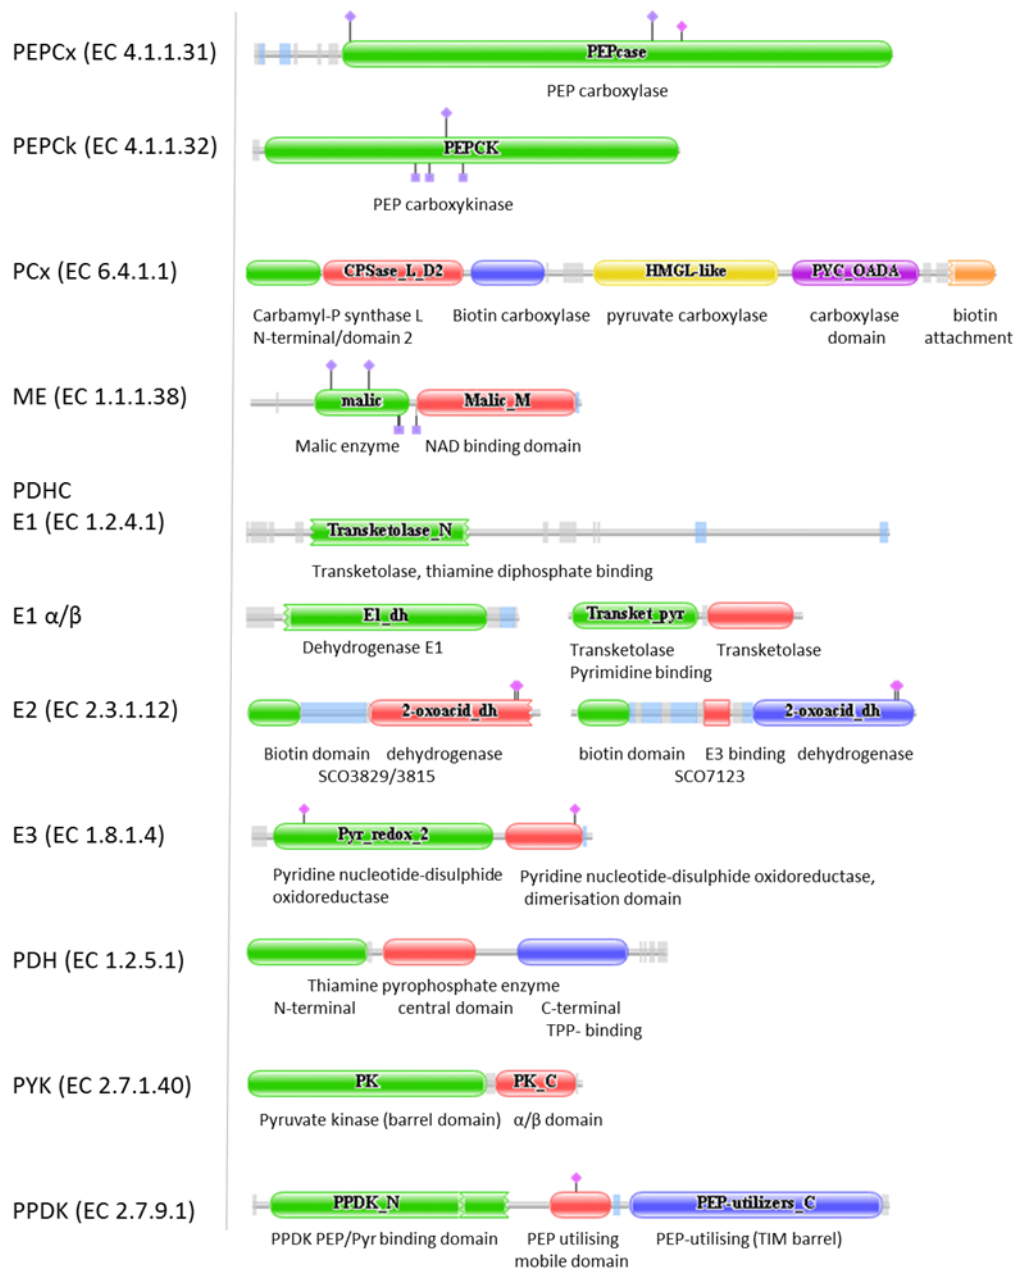 PEPCx (EC 4.1.1.31)
PEPcase
PEP carboxylase
PEPCk (EC 4.1.1.32)
PEPCK
PEP carboxykinase
PCx (EC 6.4.1.1)
CPSase_L_D2
HMGL-like
PYC_OADA
Carbamyl-P synthase L
N-terminal/domain 2
Biotin carboxylase
pyruvate carboxylase
carboxylase
domain
biotin
attachment
ME (EC 1.1.1.38)
malic
Malic_M
Malic enzyme
NAD binding domain
PDHC
E1 (EC 1.2.4.1)
Transketolase_N
Transketolase, thiamine diphosphate binding
E1 α/β
E1_dh
Transket_pyr
Dehydrogenase E1
Transketolase
Pyrimidine binding
Transketolase
E2 (EC 2.3.1.12)
2-oxoacid_dh
2-oxoacid_dh
Biotin domain
dehydrogenase
SCO3829/3815
biotin domain
E3 binding
dehydrogenase
SCO7123
E3 (EC 1.8.1.4)
Pyr_redox_2
Pyridine nucleotide-disulphide
oxidoreductase
Pyridine nucleotide-disulphide oxidoreductase,
dimerisation domain
PDH (EC 1.2.5.1)
Thiamine pyrophosphate enzyme
N-terminal
central domain
C-terminal
TPP- binding
PYK (EC 2.7.1.40)
PK
PK_C
Pyruvate kinase (barrel domain)
α/β domain
PPDK (EC 2.7.9.1)
PPDK_N
PEP-utilizers_C
PPDK PEP/Pyr binding domain
PEP utilising
mobile domain
PEP-utilising (TIM barrel)